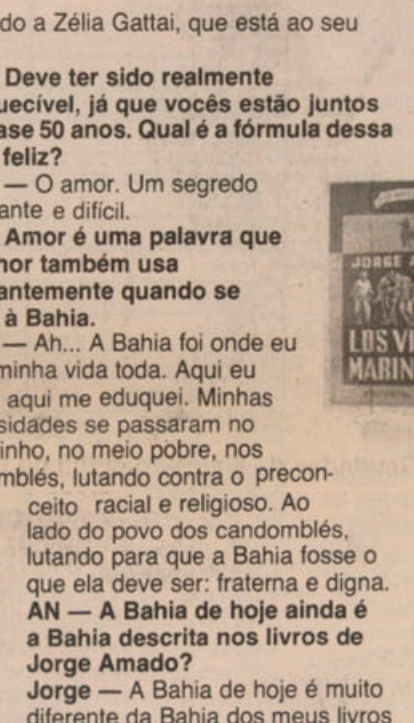 do a Zélia Gattai, que está ao seu
Deve ter sido realmente
uecível, já que vocês estão juntos
ase 50 anos. Qual é a fórmula dessa
feliz?
— O amor. Um segredo
ante e difícil.
Amor é uma palavra que
nor também usa
antemente quando se
à Bahia.
— Ah... A Bahia foi onde eu
minha vida toda. Aqui eu
aqui me eduquei. Minhas
sidades se passaram no
inho, no meio pobre, nos
mblés, lutando contra o precon-
ceito racial e religioso. Ao
lado do povo dos candomblés,
lutando para que a Bahia fosse o
que ela deve ser: fraterna e digna.
AN — A Bahia de hoje ainda é
a Bahia descrita nos livros de
Jorge Amado?
Jorge — A Bahia de hoje é muito
diferente da Bahia dos meus livros
JORGE A
LOS VI
MARIN